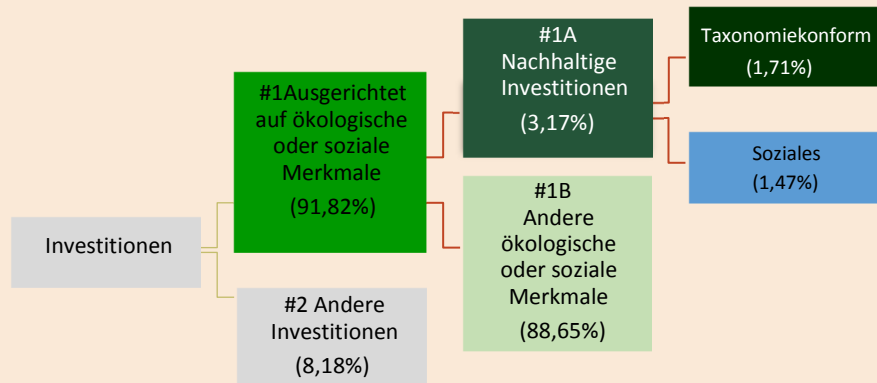 Investitionen
#1Ausgerichtet
auf ökologische
oder soziale
Merkmale
(91,82%)
#2 Andere
Investitionen
(8,18%)
#1A
Nachhaltige
Investitionen
(3,17%)
#1B
Andere
ökologische
oder soziale
Merkmale
(88,65%)
Taxonomiekonform
(1,71%)
Soziales
(1,47%)